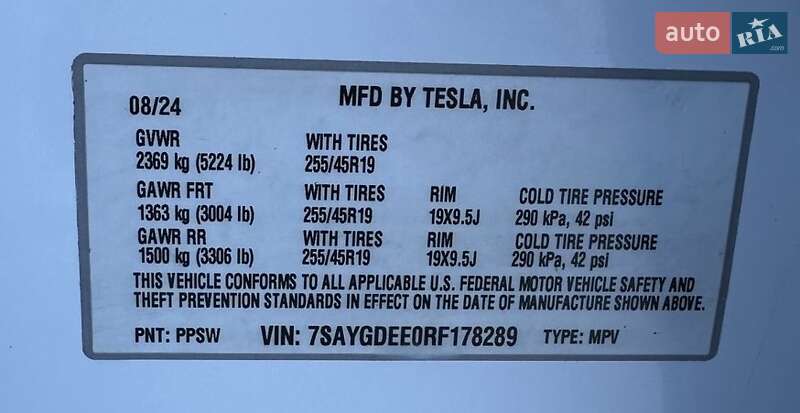 auto RIA.com
08/24 MFD BY TESLA, INC.
GVWR WITH TIRES
2369 kg (5224 lb) 255/45R19
GAWR FRT WITH TIRES RIM COLD TIRE PRESSURE
1363 kg (3004 lb) 255/45R19 19X9.5J 290 kPa, 42 psi
GAWR RR WITH TIRES RIM COLD TIRE PRESSURE
1500 kg (3306 lb) 255/45R19 19X9.5J 290 kPa, 42 psi
THIS VEHICLE CONFORMS TO ALL APPLICABLE U.S. FEDERAL MOTOR VEHICLE SAFETY AND
THEFT PREVENTION STANDARDS IN EFFECT ON THE DATE OF MANUFACTURE SHOWN ABOVE.
PNT: PPSW VIN: 7SAYGDEE0RF178289 TYPE: MPV